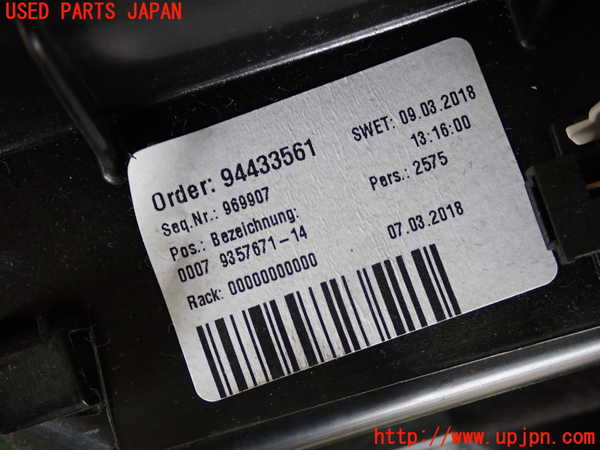 USED PARTS JAPAN
Order: 94433561
SWET: 09.03.2018
13:16:00
Seq.Nr.: 969907
Pers.: 2575
Pos.: Bezeichnung:
0007 9357671-14
07.03.2018
Rack: 00000000000
http://www.upjpn.com/